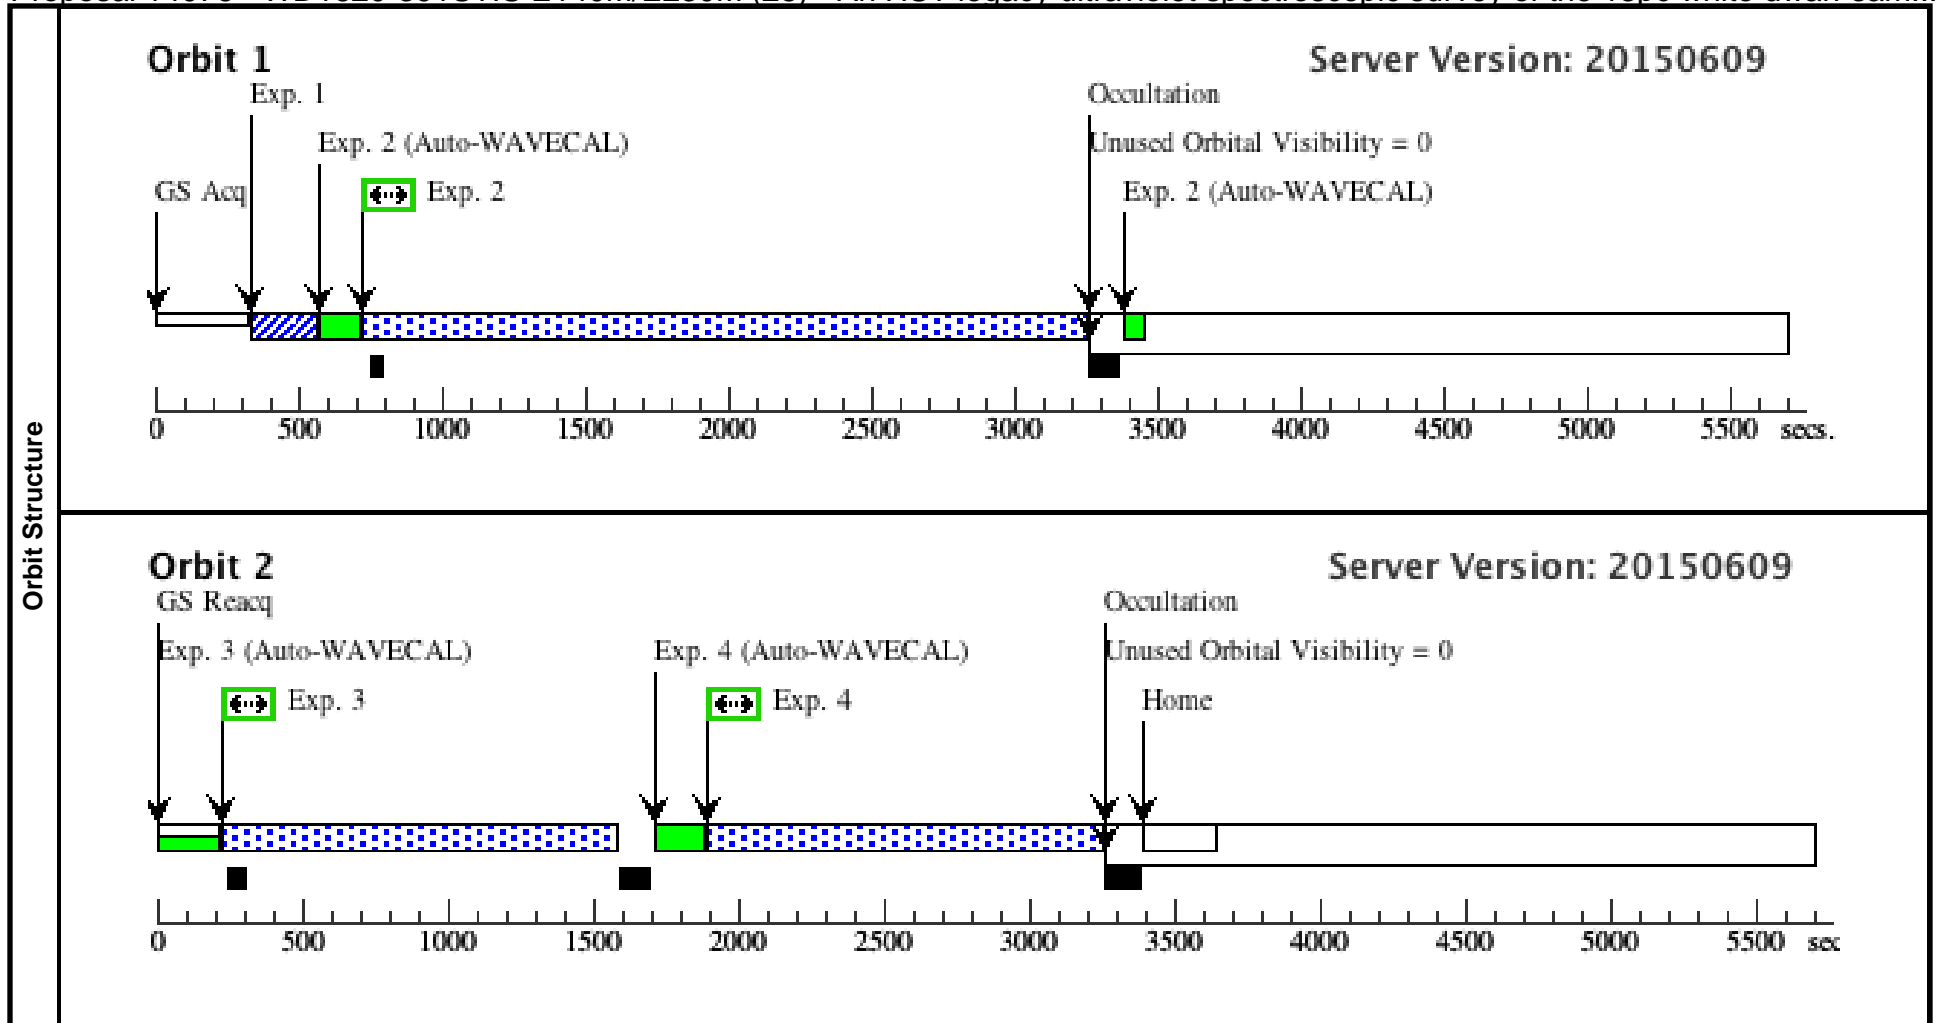 Orbit Structure
Orbit 1
Server Version: 20150609
Exp. 1
Occultation
Exp. 2 (Auto-WAVECAL)
Unused Orbital Visibility = 0
GS Acq
Exp. 2
Exp. 2 (Auto-WAVECAL)
0 500 1000 1500 2000 2500 3000 3500 4000 4500 5000 5500 secs.
Orbit 2
Server Version: 20150609
GS Reacq
Occultation
Exp. 3 (Auto-WAVECAL)
Exp. 4 (Auto-WAVECAL)
Unused Orbital Visibility = 0
Exp. 3
Exp. 4
Home
0 500 1000 1500 2000 2500 3000 3500 4000 4500 5000 5500 sec